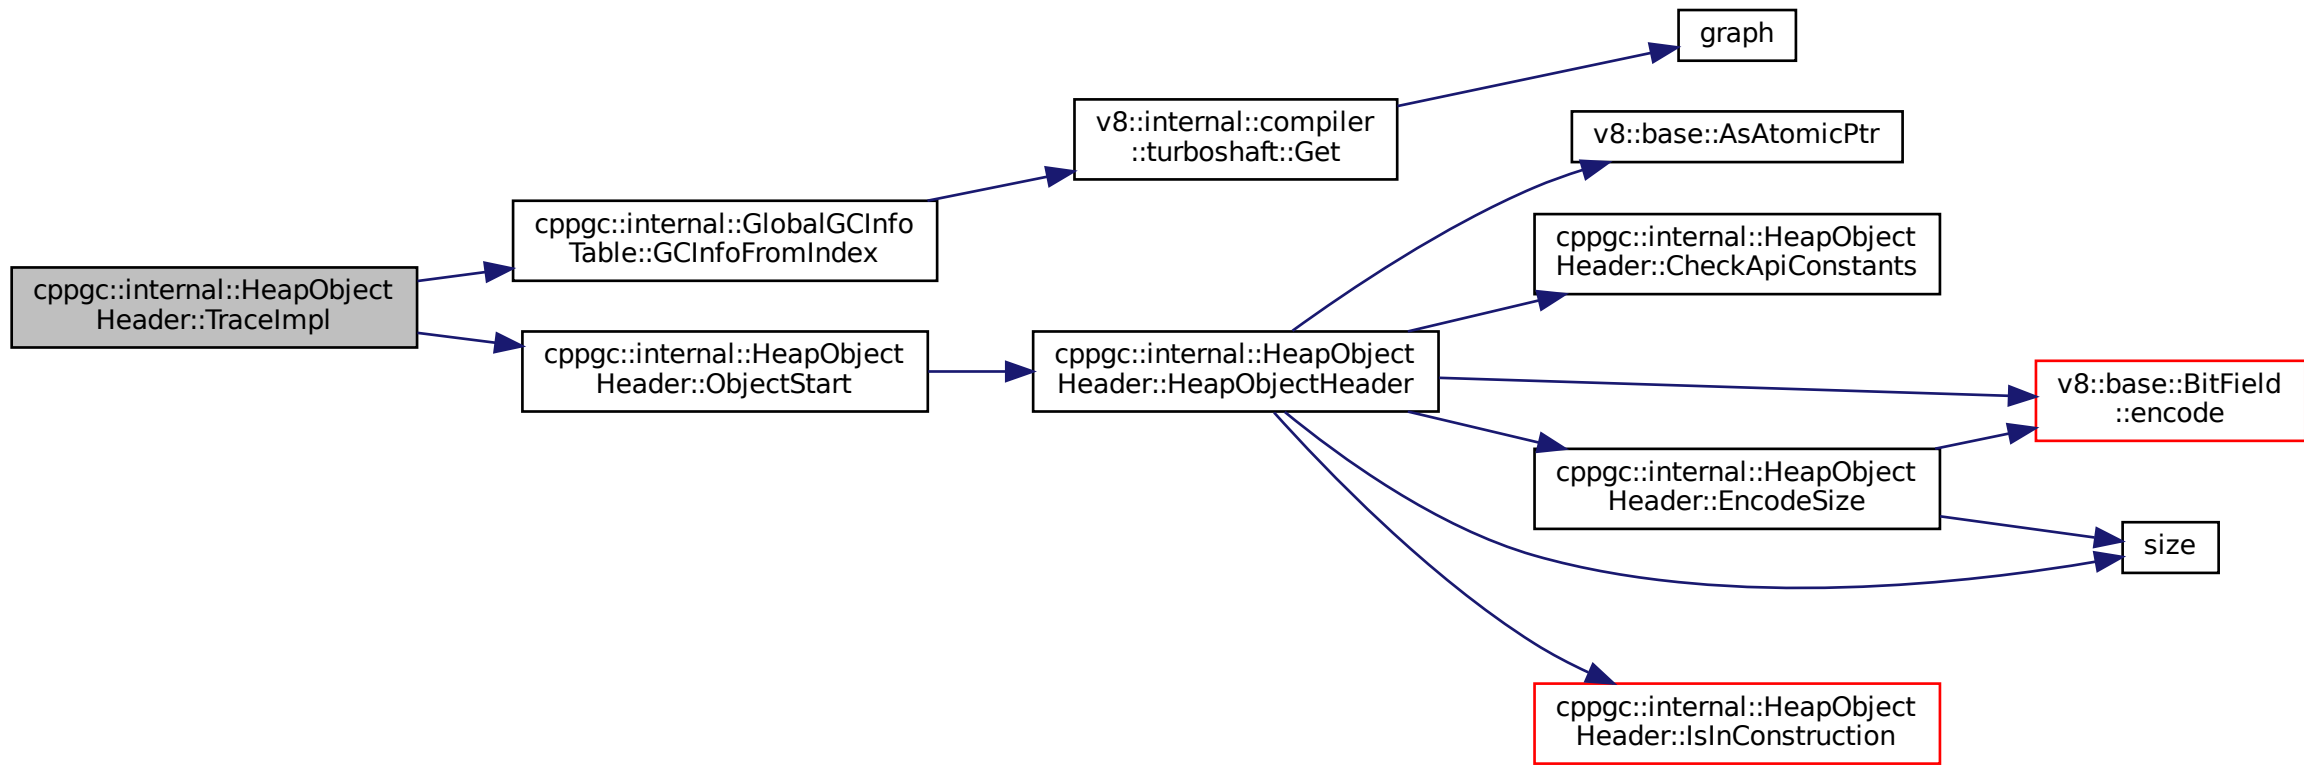 cppgc::internal::HeapObject
Header::TraceImpl
cppgc::internal::GlobalGCInfo
Table::GCInfoFromIndex
v8::internal::compiler
::turboshaft::Get
graph
cppgc::internal::HeapObject
Header::ObjectStart
cppgc::internal::HeapObject
Header::HeapObjectHeader
v8::base::AsAtomicPtr
cppgc::internal::HeapObject
Header::CheckApiConstants
v8::base::BitField
::encode
cppgc::internal::HeapObject
Header::EncodeSize
size
cppgc::internal::HeapObject
Header::IsInConstruction